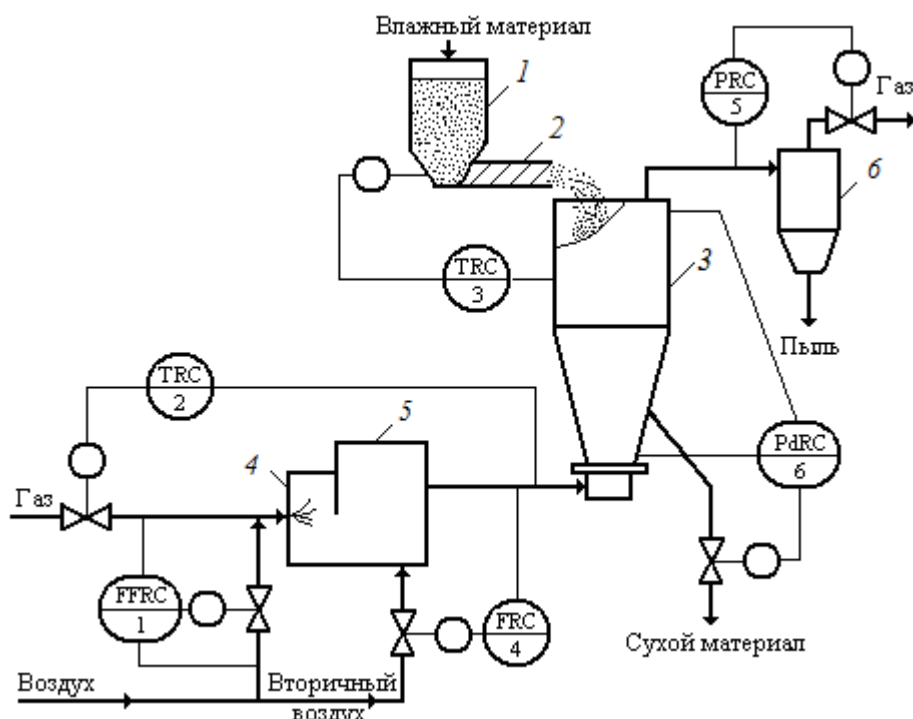 Влажный материал
1
PRC
5
Газ
2
6
TRC
3
3
Пыль
TRC
2
5
4
PdRC
6
Газ
FFRC
1
FRC
4
Сухой материал
Воздух
Вторичный
воздух